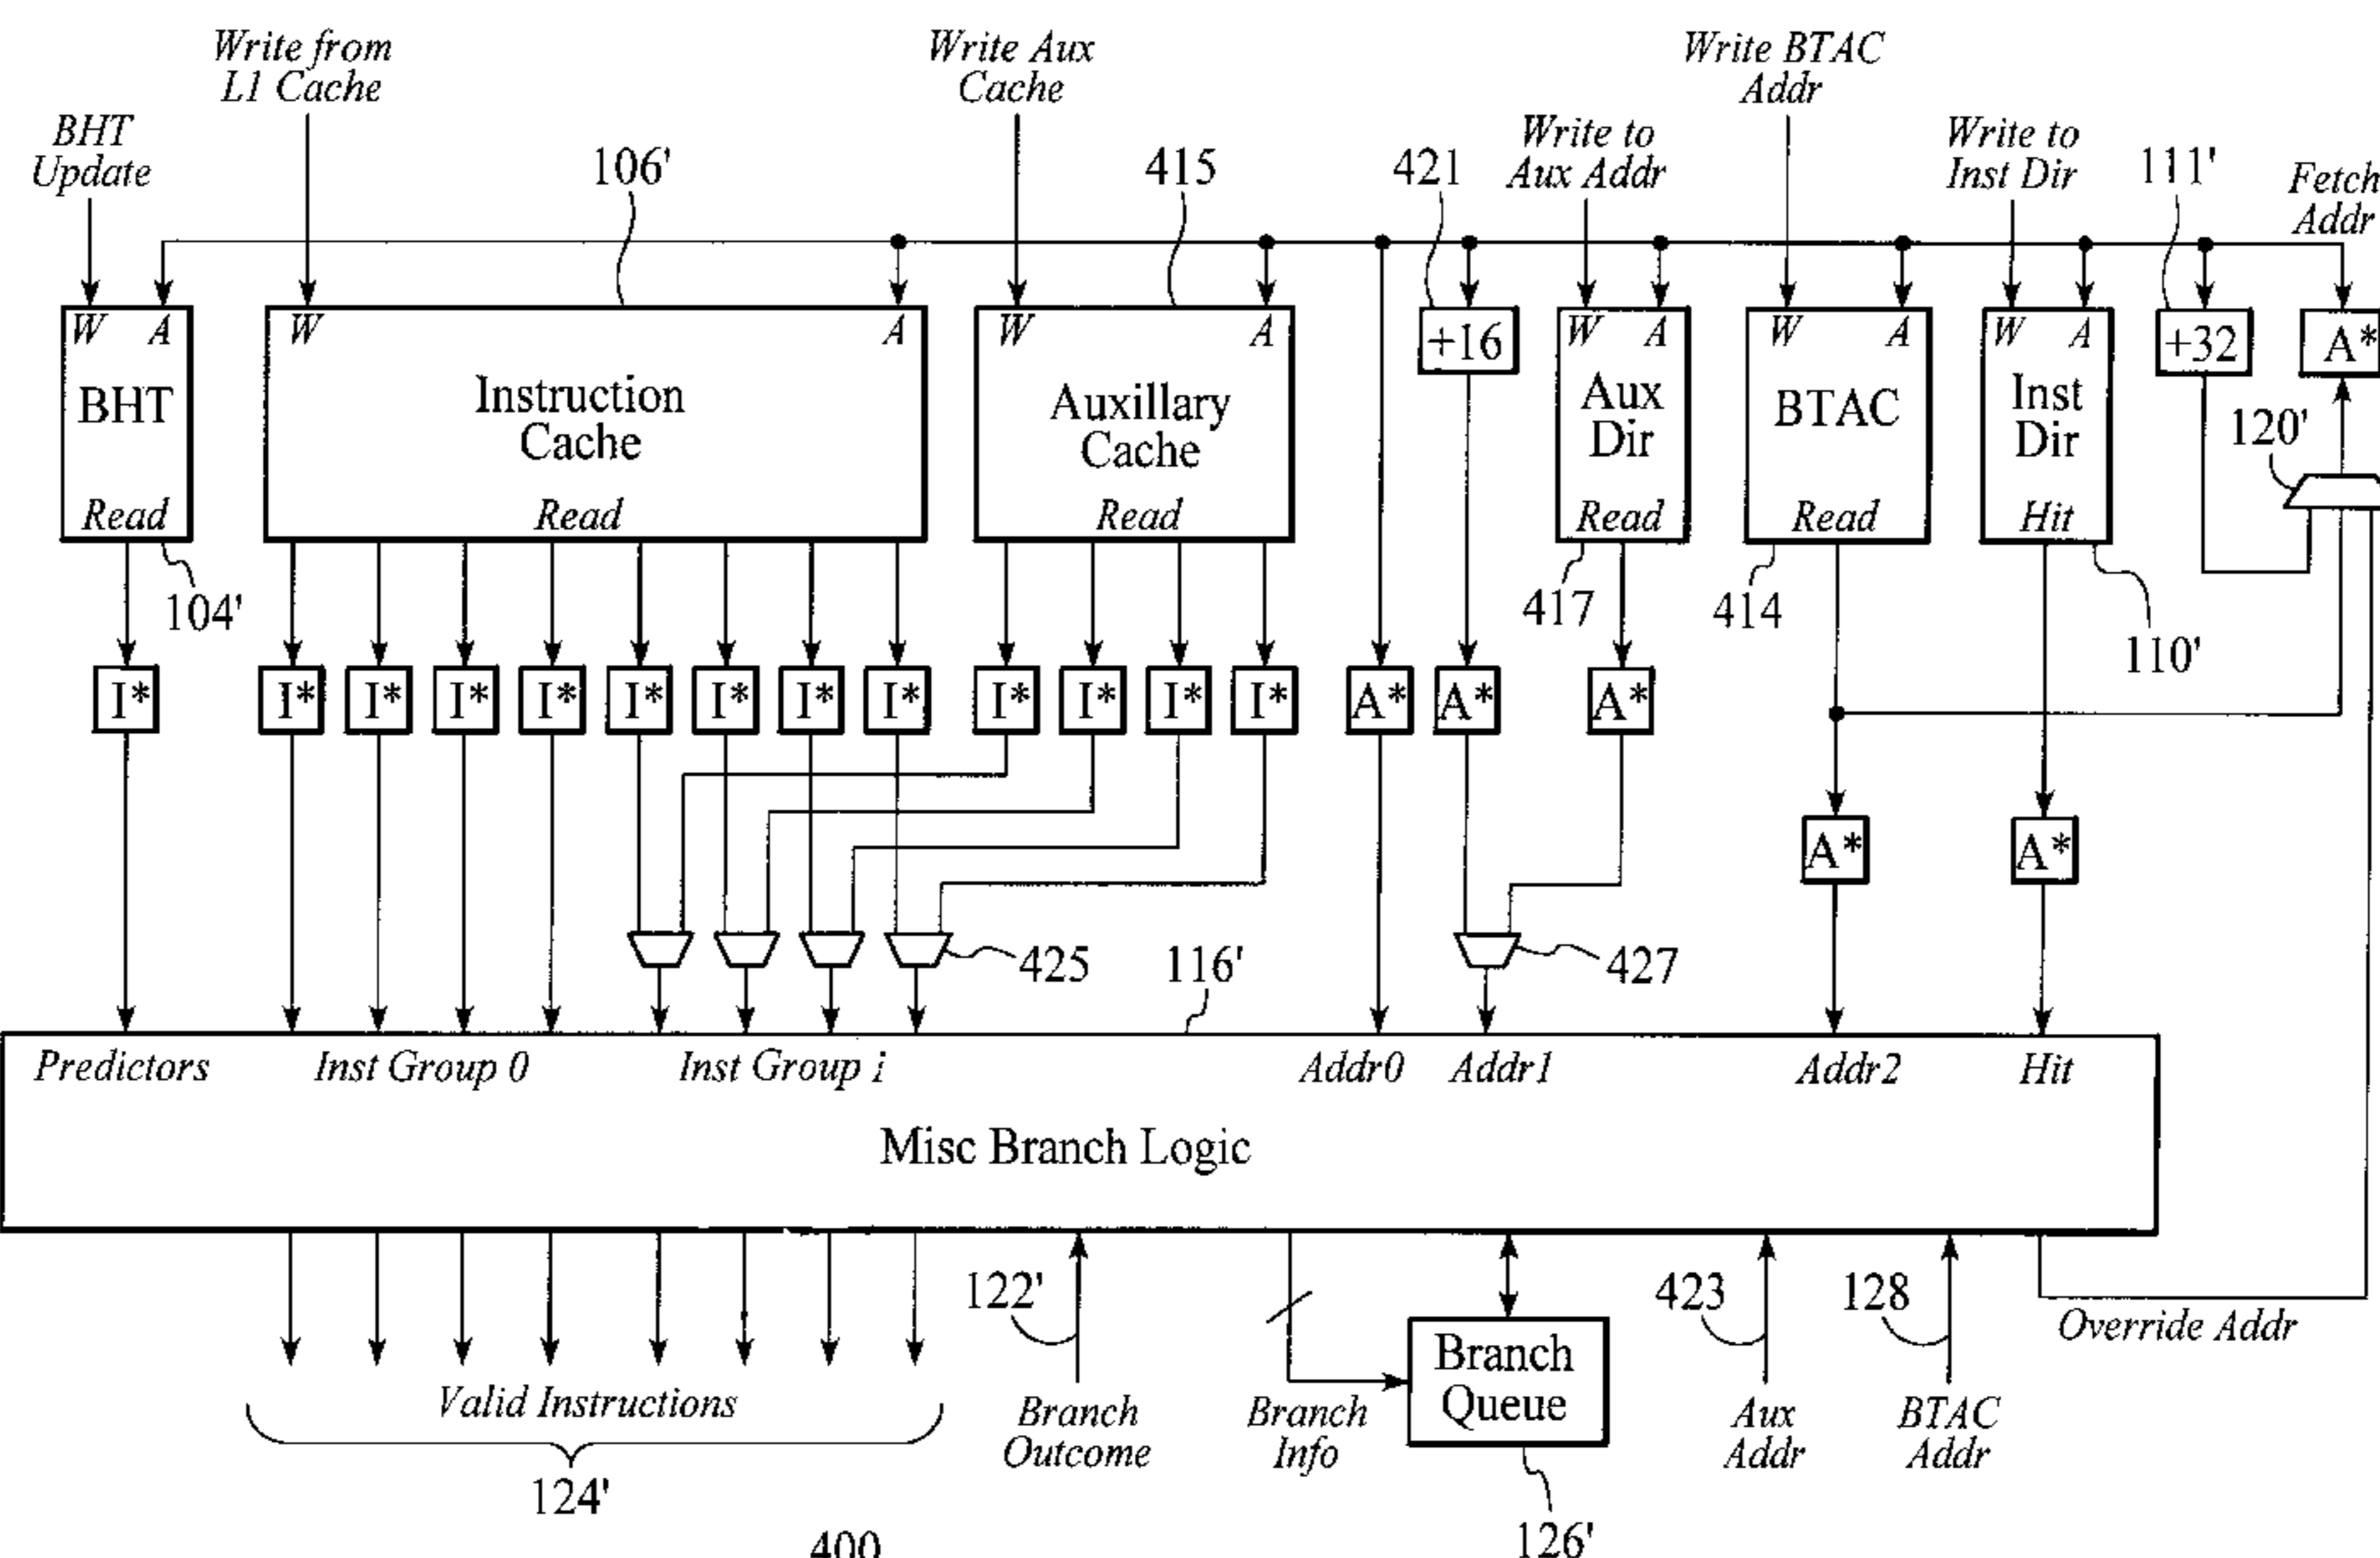 Write from
L1 Cache
Write Aux
Cache
Write BTAC
Addr
BHT
Update
106'
415
421
Write to
Aux Addr
Write to
Inst Dir
111'
Fetch
Addr
W A
BHT
Read
W A
Instruction
Cache
Read
W A
Auxillary
Cache
Read
+16
W A
Aux
Dir
Read
W A
BTAC
Read
W A
Inst
Dir
Hit
+32
A*
120'
104'
417
414
110'
I* I* I* I* I* I* I* I* I* I* I* I* I* A* A* A*
A* A*
425
116'
427
Predictors Inst Group 0 Inst Group i Addr0 Addr1 Addr2 Hit
Misc Branch Logic
122'
423
128
Override Addr
Valid Instructions
Branch
Outcome
Branch
Info
Branch
Queue
Aux
Addr
BTAC
Addr
124'
126'
400